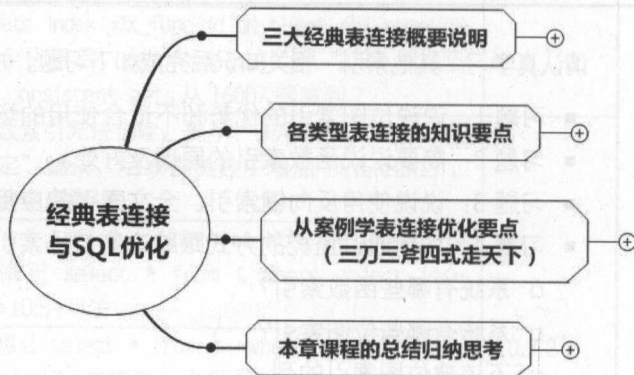 三大经典表连接概要说明
各类型表连接的知识要点
经典表连接
与SQL优化
从案例学表连接优化要点
(三刀三斧四式走天下)
本章课程的总结归纳思考